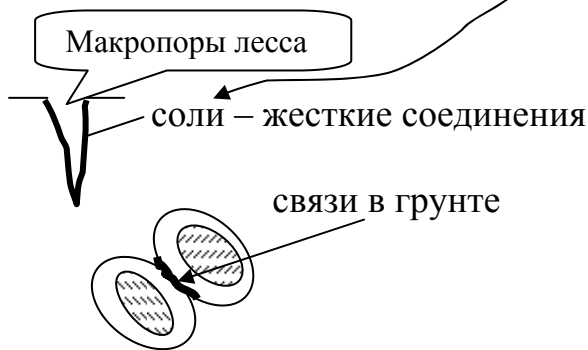 Макропоры лесса
соли – жесткие соединения
связи в грунте